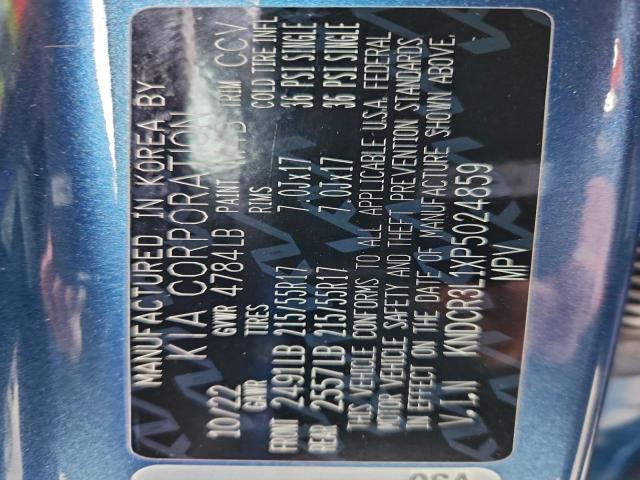 MANUFACTURED IN KOREA BY
KIA CORPORATION
10/22 GVWR 4784LB PAINT TRIM CCV
GAWR TIRES RIMS COLD TIRE INFL
FRONT 2491LB 215/55R17 7.0Jx17 36 PSI SINGLE
REAR 2557LB 215/55R17 7.0Jx17 36 PSI SINGLE
THIS VEHICLE CONFORMS TO ALL APPLICABLE U.S.A. FEDERAL
MOTOR VEHICLE SAFETY AND THEFT PREVENTION STANDARDS
IN EFFECT ON THE DATE OF MANUFACTURE SHOWN ABOVE.
V.I.N KNDCR3L1XP5024859
MPV